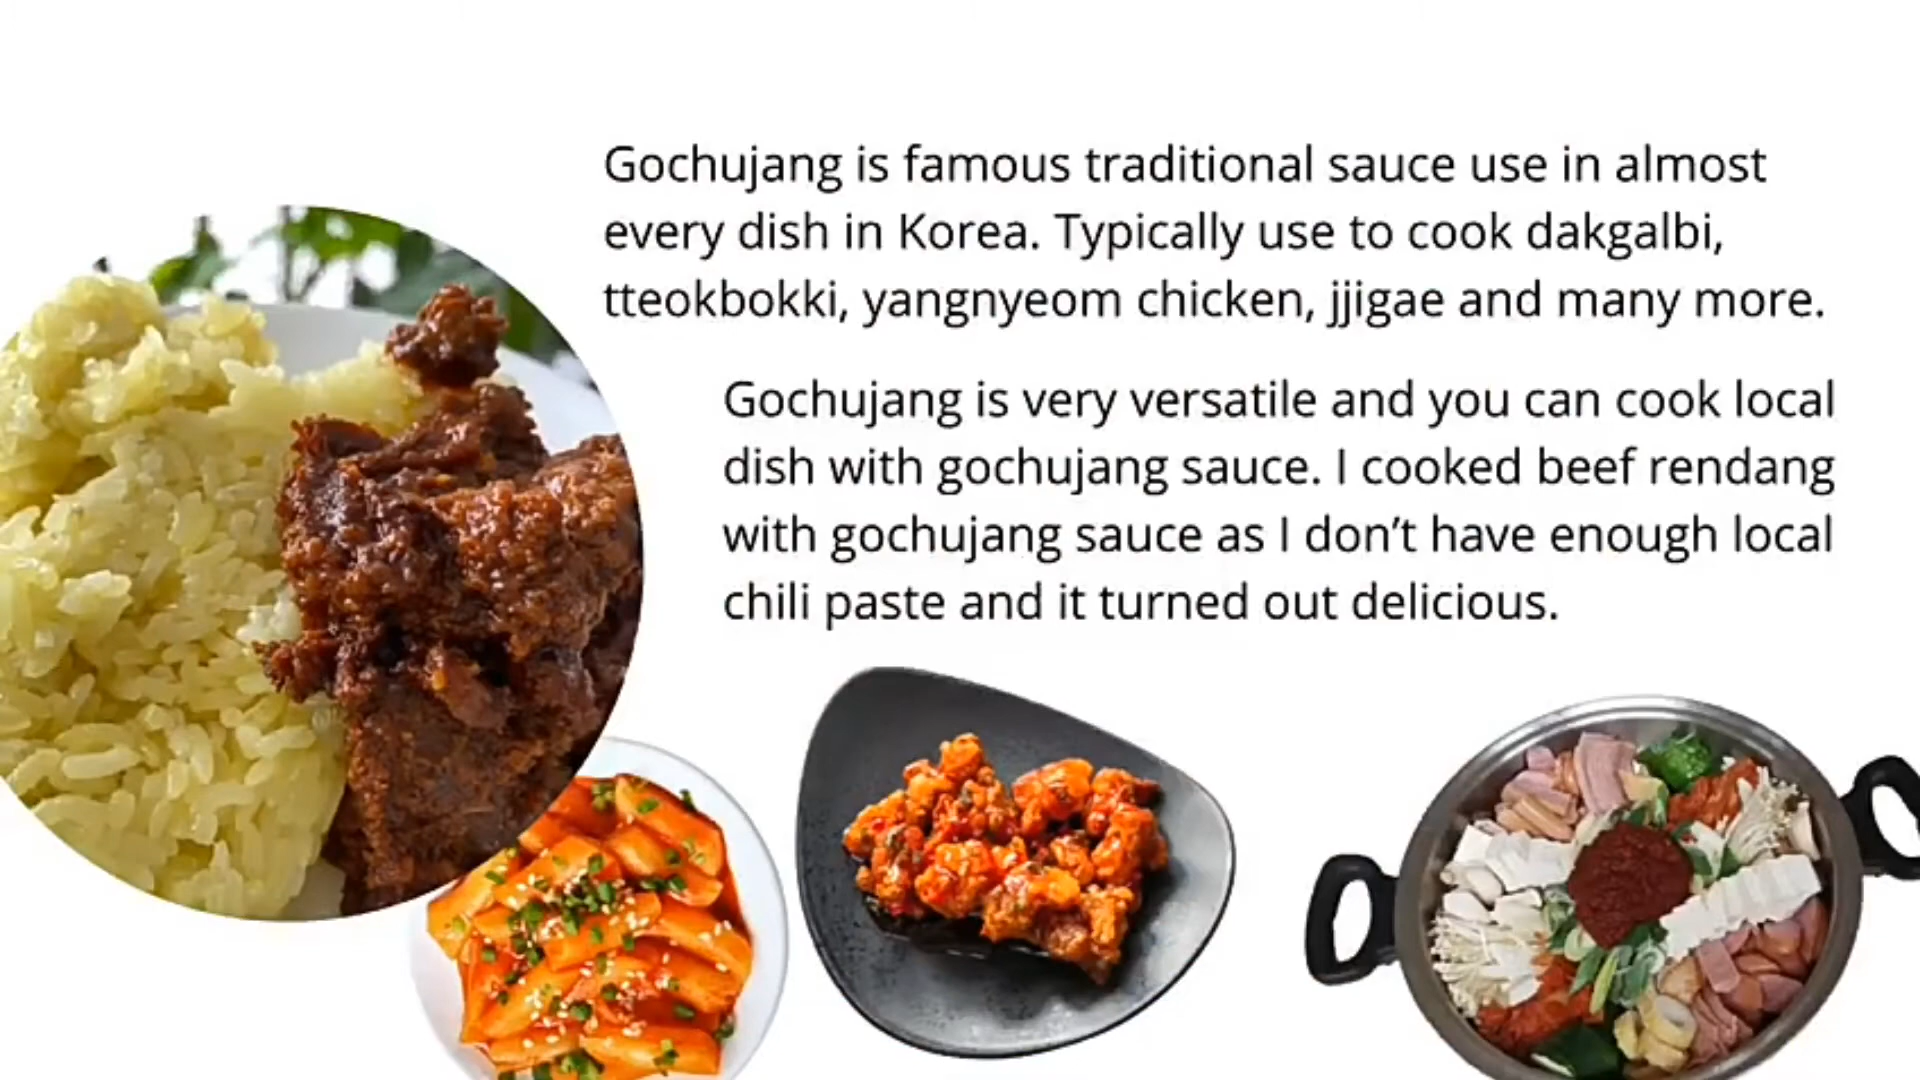 Gochujang is famous traditional sauce use in almost
every dish in Korea. Typically use to cook dakgalbi,
tteokbokki, yangnyeom chicken, jjigae and many more.
Gochujang is very versatile and you can cook local
dish with gochujang sauce. I cooked beef rendang
with gochujang sauce as I don’t have enough local
chili paste and it turned out delicious.